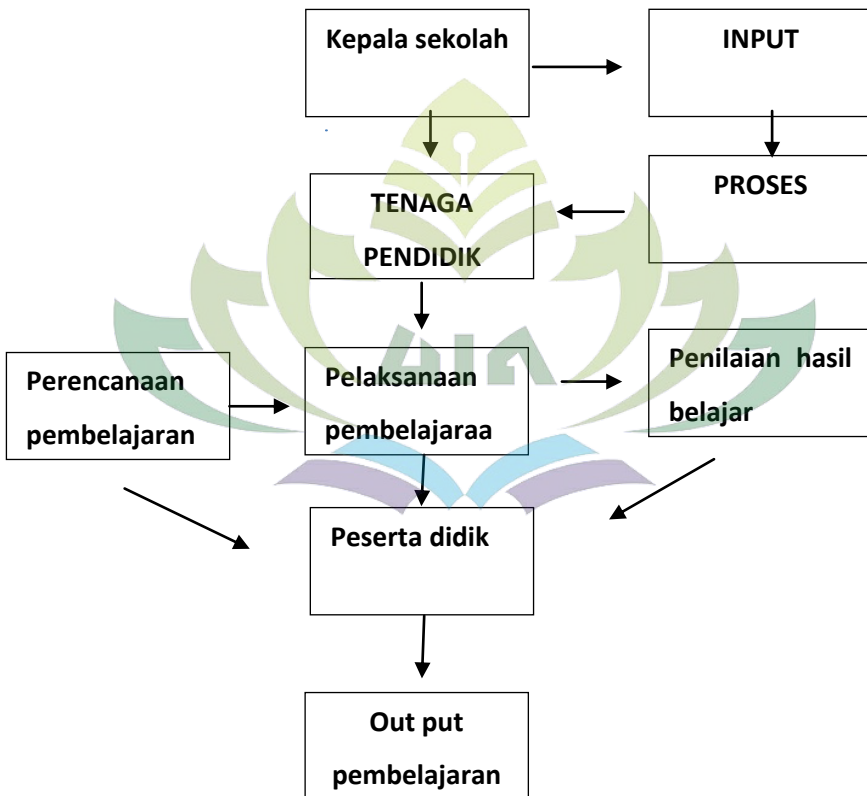 Kepala sekolah
INPUT
PROSES
TENAGA
PENDIDIK
Perencanaan
pembelajaran
Pelaksanaan
pembelajaraa
Penilaian hasil
belajar
Peserta didik
Out put
pembelajaran